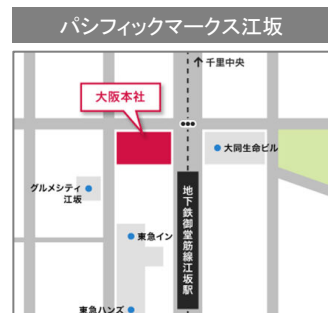 パシフィックマークス江坂
↑千里中央
大阪本社
大同生命ビル
グルメシティ
江坂
地下鉄御堂筋線江坂駅
東急イン
東急ハンズ